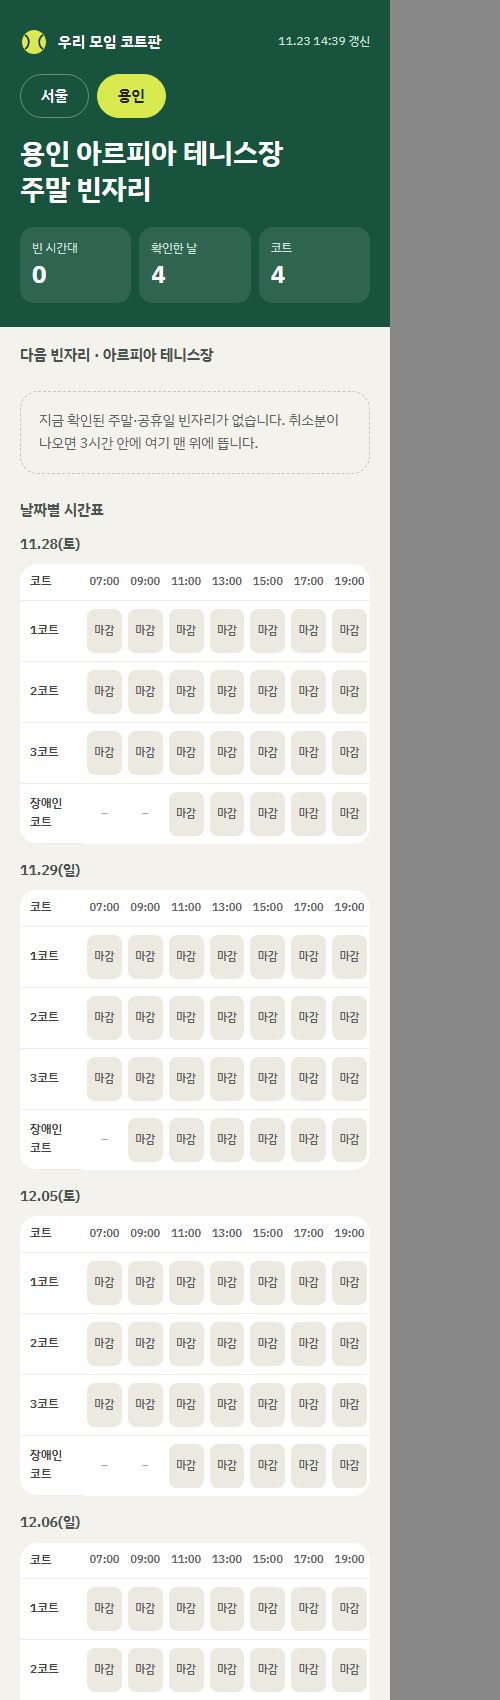 우리 모임 코트판
11.23 14:39 갱신
서울 용인
용인 아르피아 테니스장
주말 빈자리
빈 시간대 확인한 날 코트
0 4 4
다음 빈자리 · 아르피아 테니스장
지금 확인된 주말·공휴일 빈자리가 없습니다. 취소분이
나오면 3시간 안에 여기 맨 위에 뜹니다.
날짜별 시간표
11.28(토)
코트 07:00 09:00 11:00 13:00 15:00 17:00 19:00
1코트 마감 마감 마감 마감 마감 마감 마감
2코트 마감 마감 마감 마감 마감 마감 마감
3코트 마감 마감 마감 마감 마감 마감 마감
장애인
코트 – – 마감 마감 마감 마감 마감
11.29(일)
코트 07:00 09:00 11:00 13:00 15:00 17:00 19:00
1코트 마감 마감 마감 마감 마감 마감 마감
2코트 마감 마감 마감 마감 마감 마감 마감
3코트 마감 마감 마감 마감 마감 마감 마감
장애인
코트 – 마감 마감 마감 마감 마감 마감
12.05(토)
코트 07:00 09:00 11:00 13:00 15:00 17:00 19:00
1코트 마감 마감 마감 마감 마감 마감 마감
2코트 마감 마감 마감 마감 마감 마감 마감
3코트 마감 마감 마감 마감 마감 마감 마감
장애인
코트 – – 마감 마감 마감 마감 마감
12.06(일)
코트 07:00 09:00 11:00 13:00 15:00 17:00 19:00
1코트 마감 마감 마감 마감 마감 마감 마감
2코트 마감 마감 마감 마감 마감 마감 마감